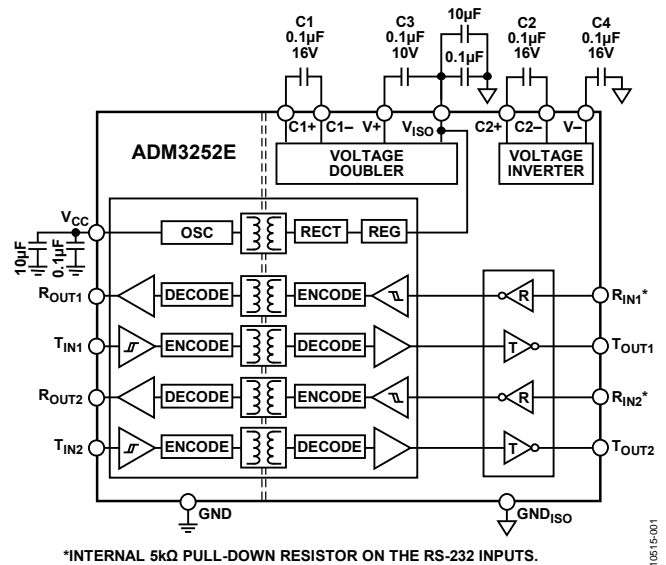 10µF
C1
0.1µF
16V
C3
0.1µF
10V
0.1µF
C2
0.1µF
16V
C4
0.1µF
16V
C1+ C1– V+ VISO C2+ C2– V–
ADM3252E
VOLTAGE
DOUBLER
VOLTAGE
INVERTER
VCC
10µF
0.1µF
OSC RECT REG
ROUT1 DECODE ENCODE R RIN1*
TIN1 ENCODE DECODE T TOUT1
ROUT2 DECODE ENCODE R RIN2*
TIN2 ENCODE DECODE T TOUT2
GND GNDISO
*INTERNAL 5kΩ PULL-DOWN RESISTOR ON THE RS-232 INPUTS.
10515-001